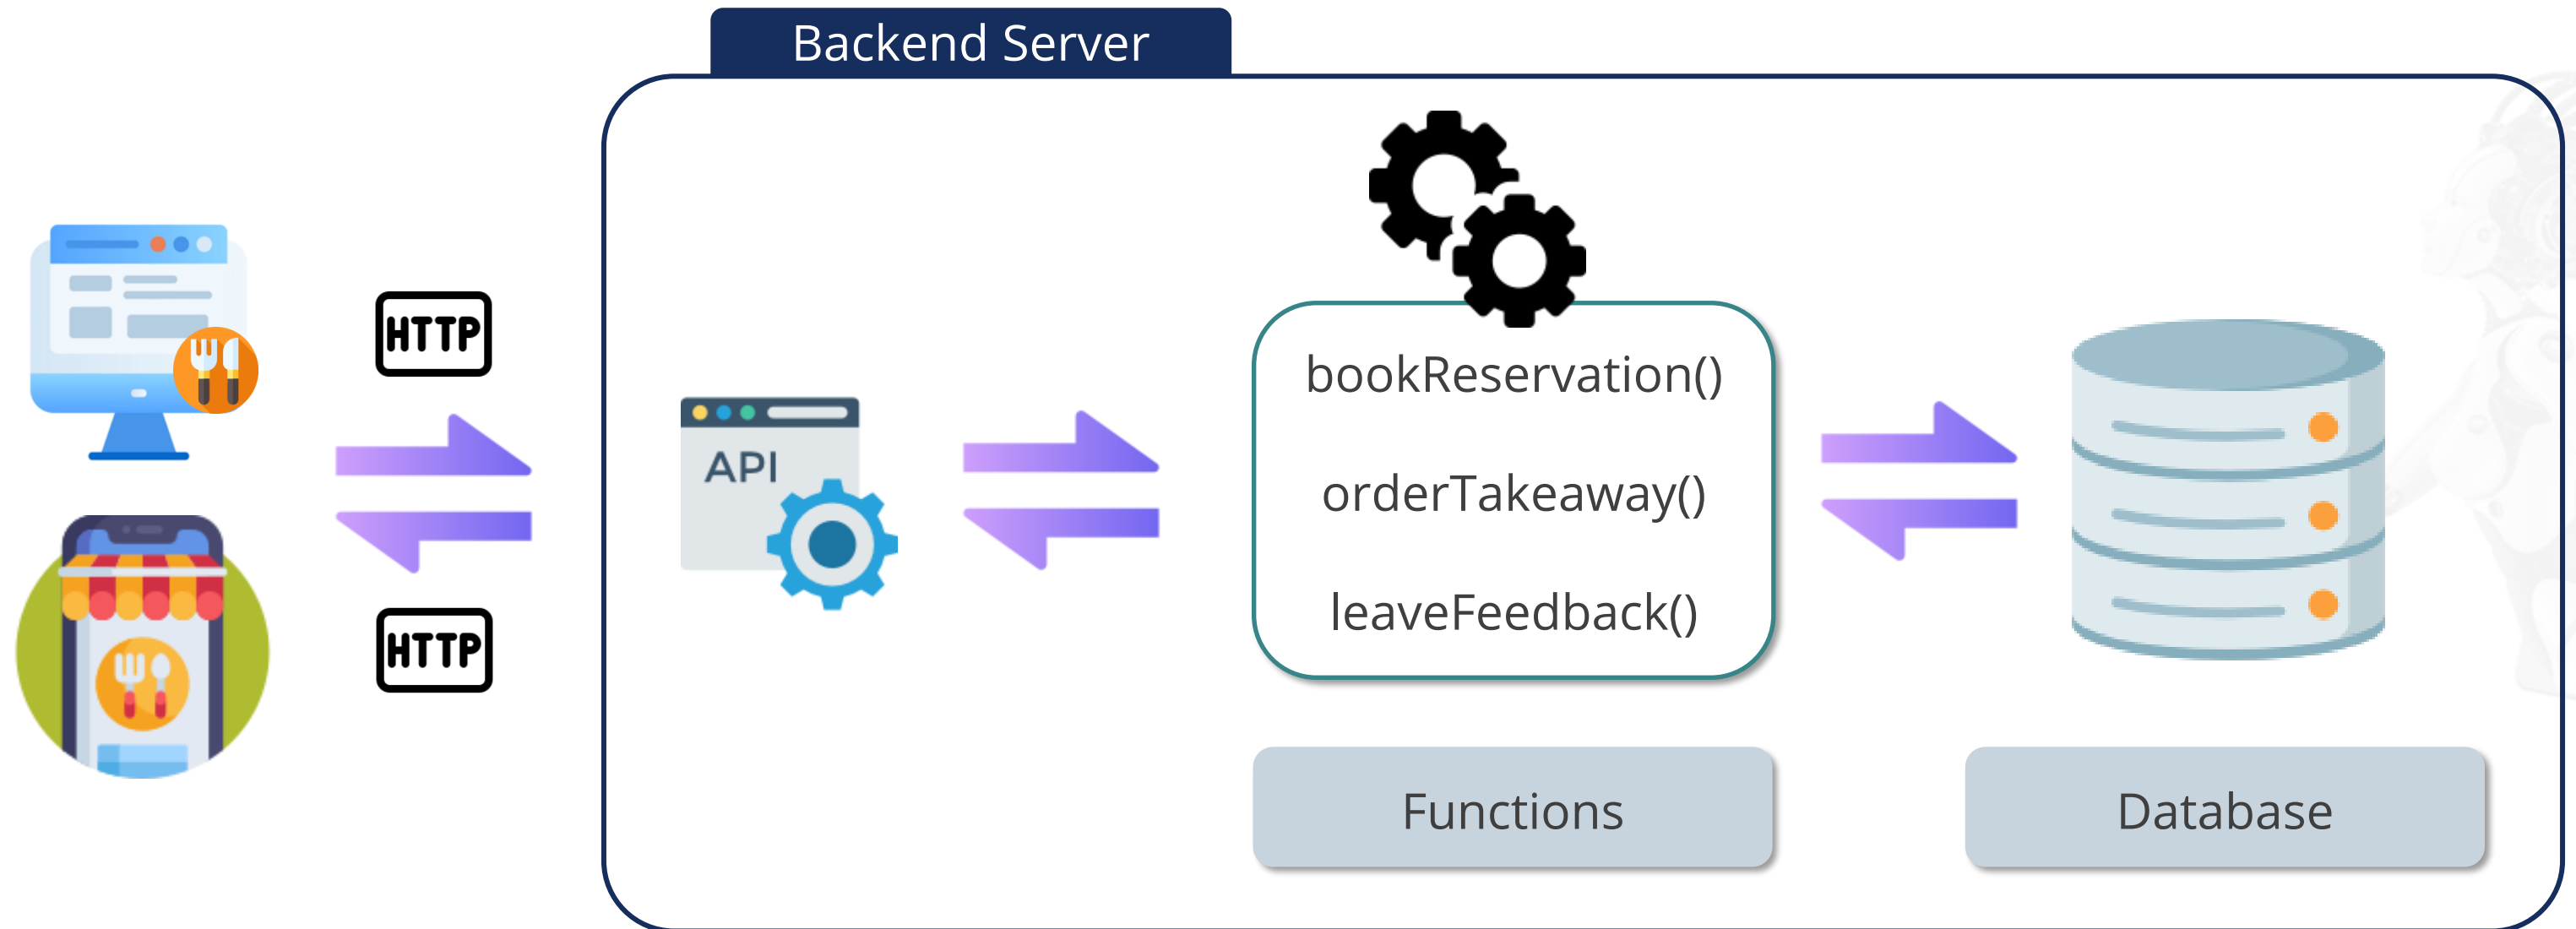 Backend Server
HTTP
API
bookReservation()
orderTakeaway()
leaveFeedback()
HTTP
Functions
Database